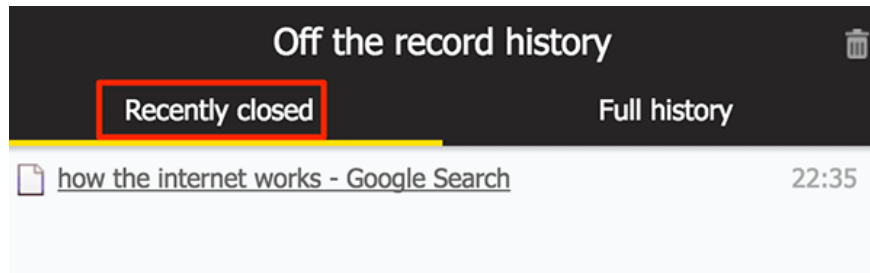 Off the record history
Recently closed Full history
how the internet works - Google Search 22:35